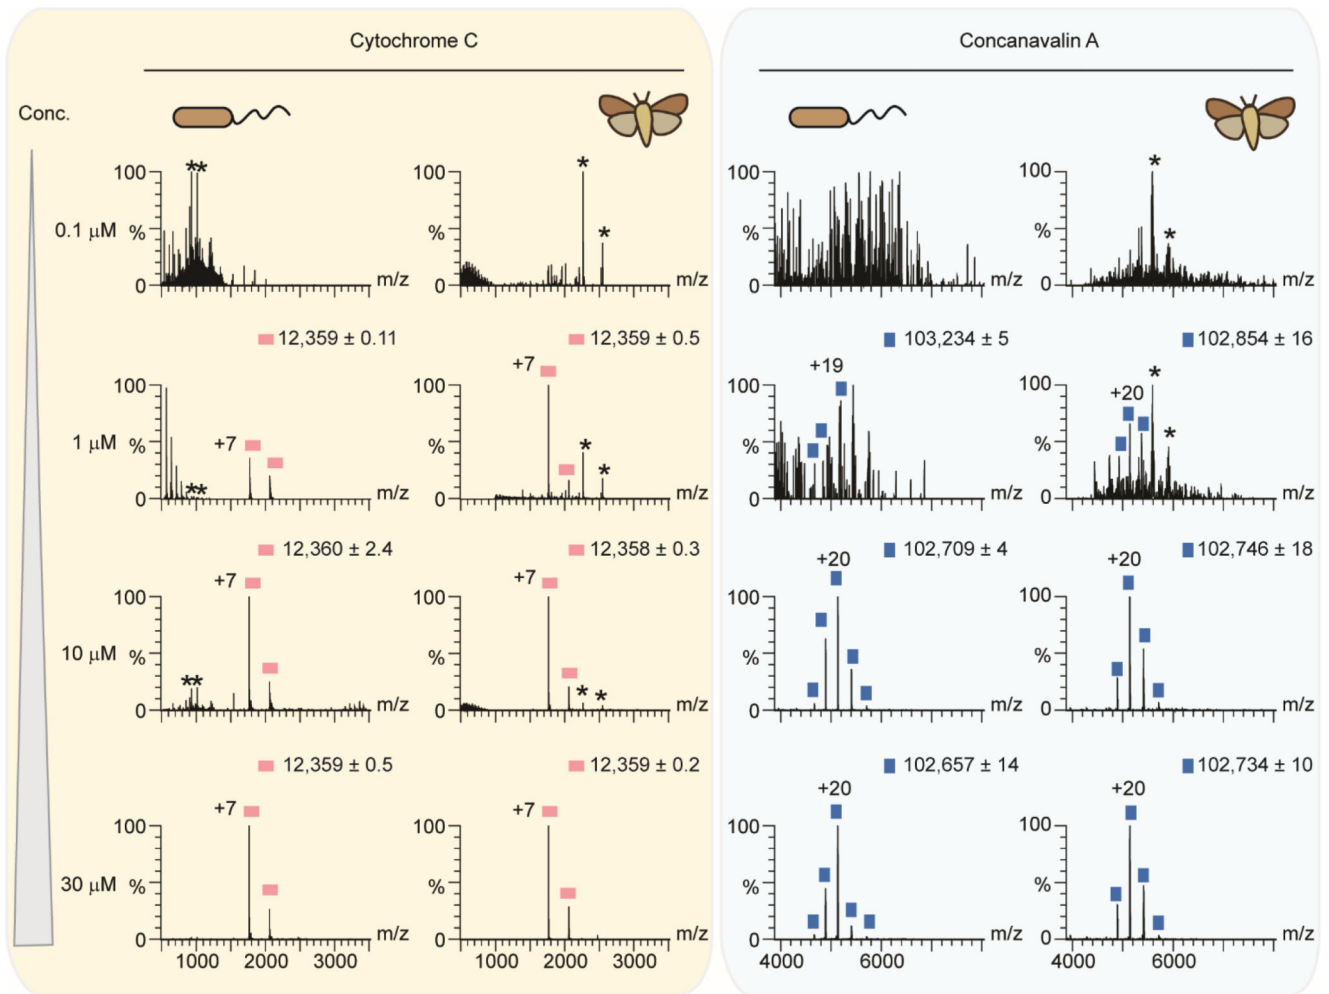 Cytochrome C
Concanavalin A
Conc.
** * * * *
100 100 100 100
0.1 µM % % % %
0 m/z 0 m/z 0 m/z 0 m/z
12,359 ± 0.11 12,359 ± 0.5 103,234 ± 5 102,854 ± 16
+7 +19 * +20
100 100 100 100
1 µM % +7 % * * % % *
** 0 m/z 0 m/z 0 m/z 0 m/z
12,360 ± 2.4 12,358 ± 0.3 102,709 ± 4 102,746 ± 18
+7 +7 +20 +20
100 100 100 100
10 µM % % % %
** * *
0 m/z 0 m/z 0 m/z 0 m/z
12,359 ± 0.5 12,359 ± 0.2 102,657 ± 14 102,734 ± 10
+7 +7 +20 +20
100 100 100 100
30 µM % % % %
0 m/z 0 m/z 0 m/z 0 m/z
1000 2000 3000 1000 2000 3000 4000 6000 4000 6000